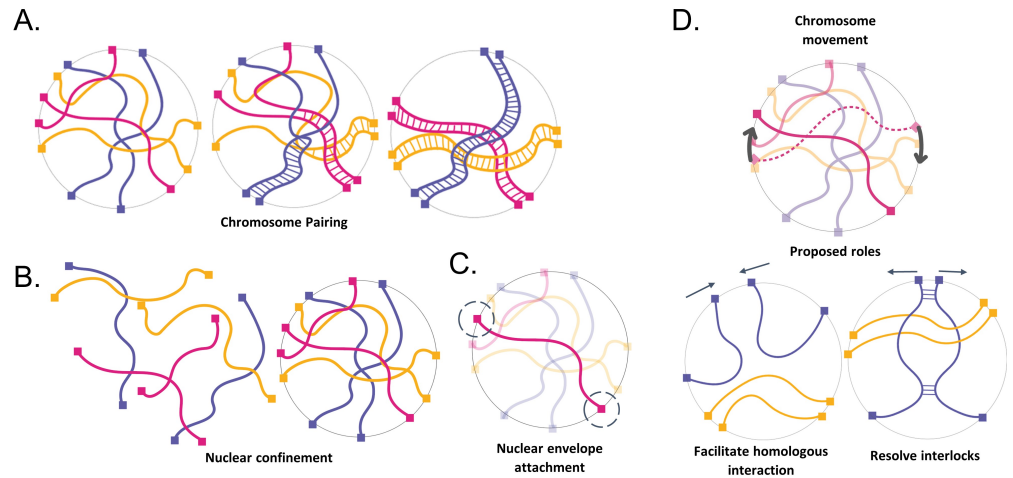 A.
Chromosome Pairing
B.
Nuclear confinement
C.
Nuclear envelope
attachment
D.
Chromosome
movement
Proposed roles
Facilitate homologous
interaction
Resolve interlocks